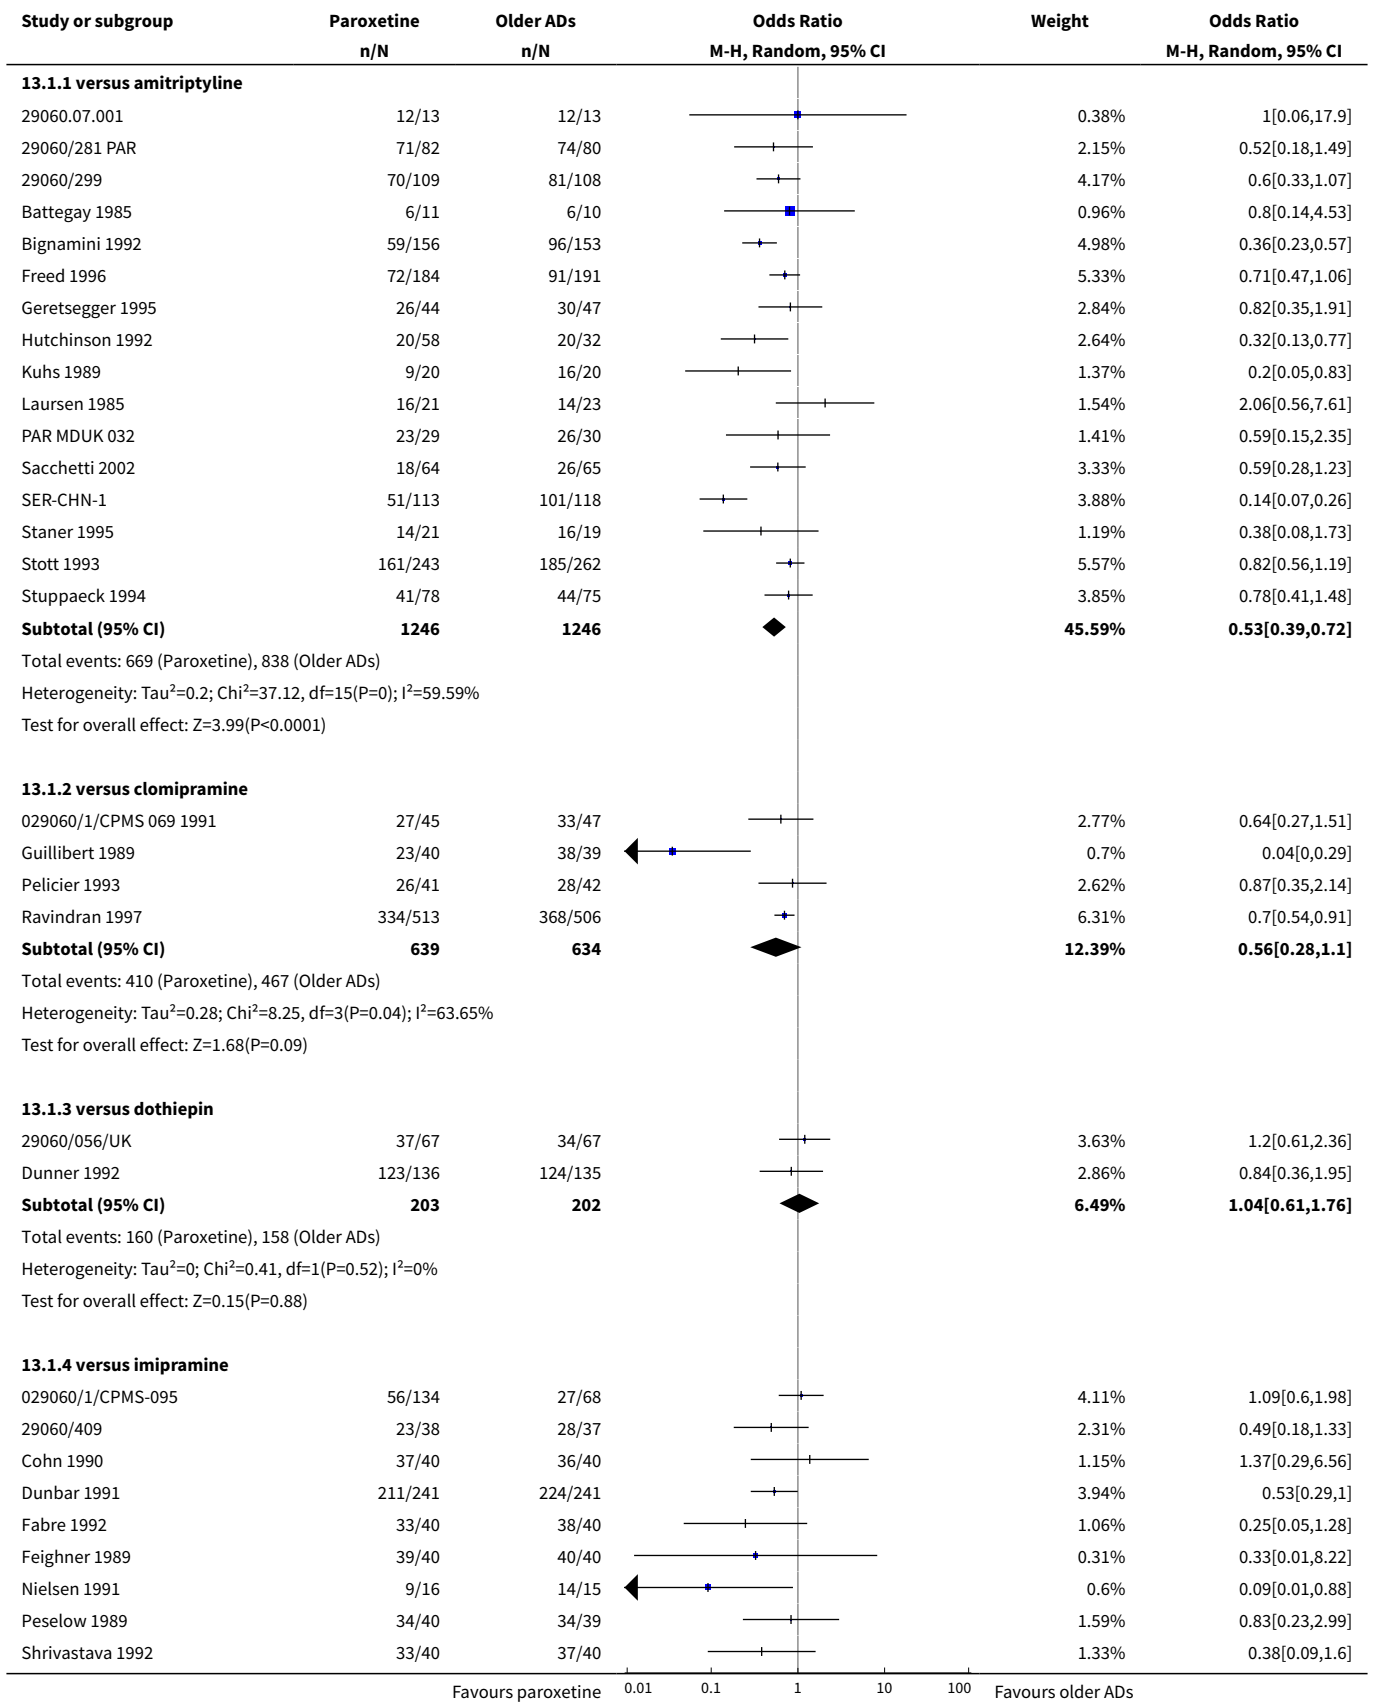 Study or subgroup Paroxetine Older ADs Odds Ratio Weight Odds Ratio
n/N n/N M-H, Random, 95% CI M-H, Random, 95% CI
13.1.1 versus amitriptyline
29060.07.001 12/13 12/13 0.38% 1[0.06,17.9]
29060/281 PAR 71/82 74/80 2.15% 0.52[0.18,1.49]
29060/299 70/109 81/108 4.17% 0.6[0.33,1.07]
Battegay 1985 6/11 6/10 0.96% 0.8[0.14,4.53]
Bignamini 1992 59/156 96/153 4.98% 0.36[0.23,0.57]
Freed 1996 72/184 91/191 5.33% 0.71[0.47,1.06]
Geretsegger 1995 26/44 30/47 2.84% 0.82[0.35,1.91]
Hutchinson 1992 20/58 20/32 2.64% 0.32[0.13,0.77]
Kuhs 1989 9/20 16/20 1.37% 0.2[0.05,0.83]
Laursen 1985 16/21 14/23 1.54% 2.06[0.56,7.61]
PAR MDUK 032 23/29 26/30 1.41% 0.59[0.15,2.35]
Sacchetti 2002 18/64 26/65 3.33% 0.59[0.28,1.23]
SER-CHN-1 51/113 101/118 3.88% 0.14[0.07,0.26]
Staner 1995 14/21 16/19 1.19% 0.38[0.08,1.73]
Stott 1993 161/243 185/262 5.57% 0.82[0.56,1.19]
Stuppaeck 1994 41/78 44/75 3.85% 0.78[0.41,1.48]
Subtotal (95% CI) 1246 1246 45.59% 0.53[0.39,0.72]
Total events: 669 (Paroxetine), 838 (Older ADs)
Heterogeneity: Tau²=0.2; Chi²=37.12, df=15(P=0); I²=59.59%
Test for overall effect: Z=3.99(P<0.0001)
13.1.2 versus clomipramine
029060/1/CPMS 069 1991 27/45 33/47 2.77% 0.64[0.27,1.51]
Guillibert 1989 23/40 38/39 0.7% 0.04[0,0.29]
Pelicier 1993 26/41 28/42 2.62% 0.87[0.35,2.14]
Ravindran 1997 334/513 368/506 6.31% 0.7[0.54,0.91]
Subtotal (95% CI) 639 634 12.39% 0.56[0.28,1.1]
Total events: 410 (Paroxetine), 467 (Older ADs)
Heterogeneity: Tau²=0.28; Chi²=8.25, df=3(P=0.04); I²=63.65%
Test for overall effect: Z=1.68(P=0.09)
13.1.3 versus dothiepin
29060/056/UK 37/67 34/67 3.63% 1.2[0.61,2.36]
Dunner 1992 123/136 124/135 2.86% 0.84[0.36,1.95]
Subtotal (95% CI) 203 202 6.49% 1.04[0.61,1.76]
Total events: 160 (Paroxetine), 158 (Older ADs)
Heterogeneity: Tau²=0; Chi²=0.41, df=1(P=0.52); I²=0%
Test for overall effect: Z=0.15(P=0.88)
13.1.4 versus imipramine
029060/1/CPMS-095 56/134 27/68 4.11% 1.09[0.6,1.98]
29060/409 23/38 28/37 2.31% 0.49[0.18,1.33]
Cohn 1990 37/40 36/40 1.15% 1.37[0.29,6.56]
Dunbar 1991 211/241 224/241 3.94% 0.53[0.29,1]
Fabre 1992 33/40 38/40 1.06% 0.25[0.05,1.28]
Feighner 1989 39/40 40/40 0.31% 0.33[0.01,8.22]
Nielsen 1991 9/16 14/15 0.6% 0.09[0.01,0.88]
Peselow 1989 34/40 34/39 1.59% 0.83[0.23,2.99]
Shrivastava 1992 33/40 37/40 1.33% 0.38[0.09,1.6]
Favours paroxetine 0.01 0.1 1 10 100 Favours older ADs